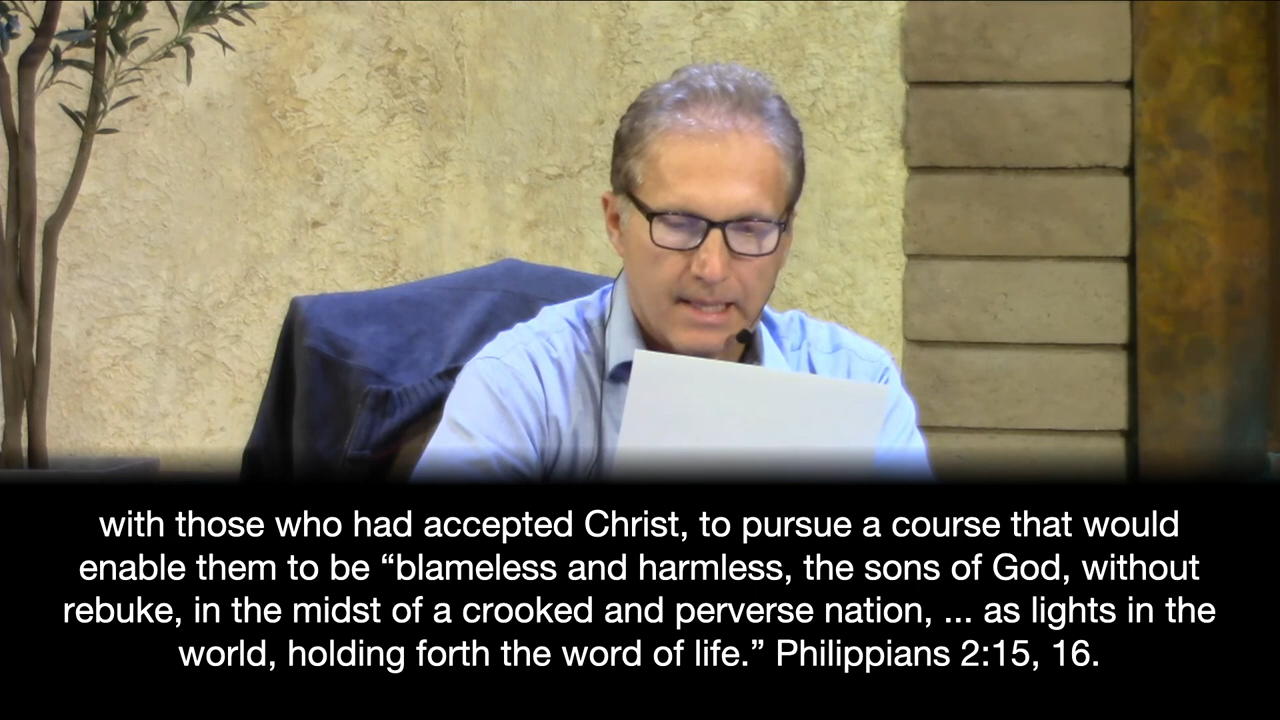 with those who had accepted Christ, to pursue a course that would
enable them to be “blameless and harmless, the sons of God, without
rebuke, in the midst of a crooked and perverse nation, ... as lights in the
world, holding forth the word of life.” Philippians 2:15, 16.